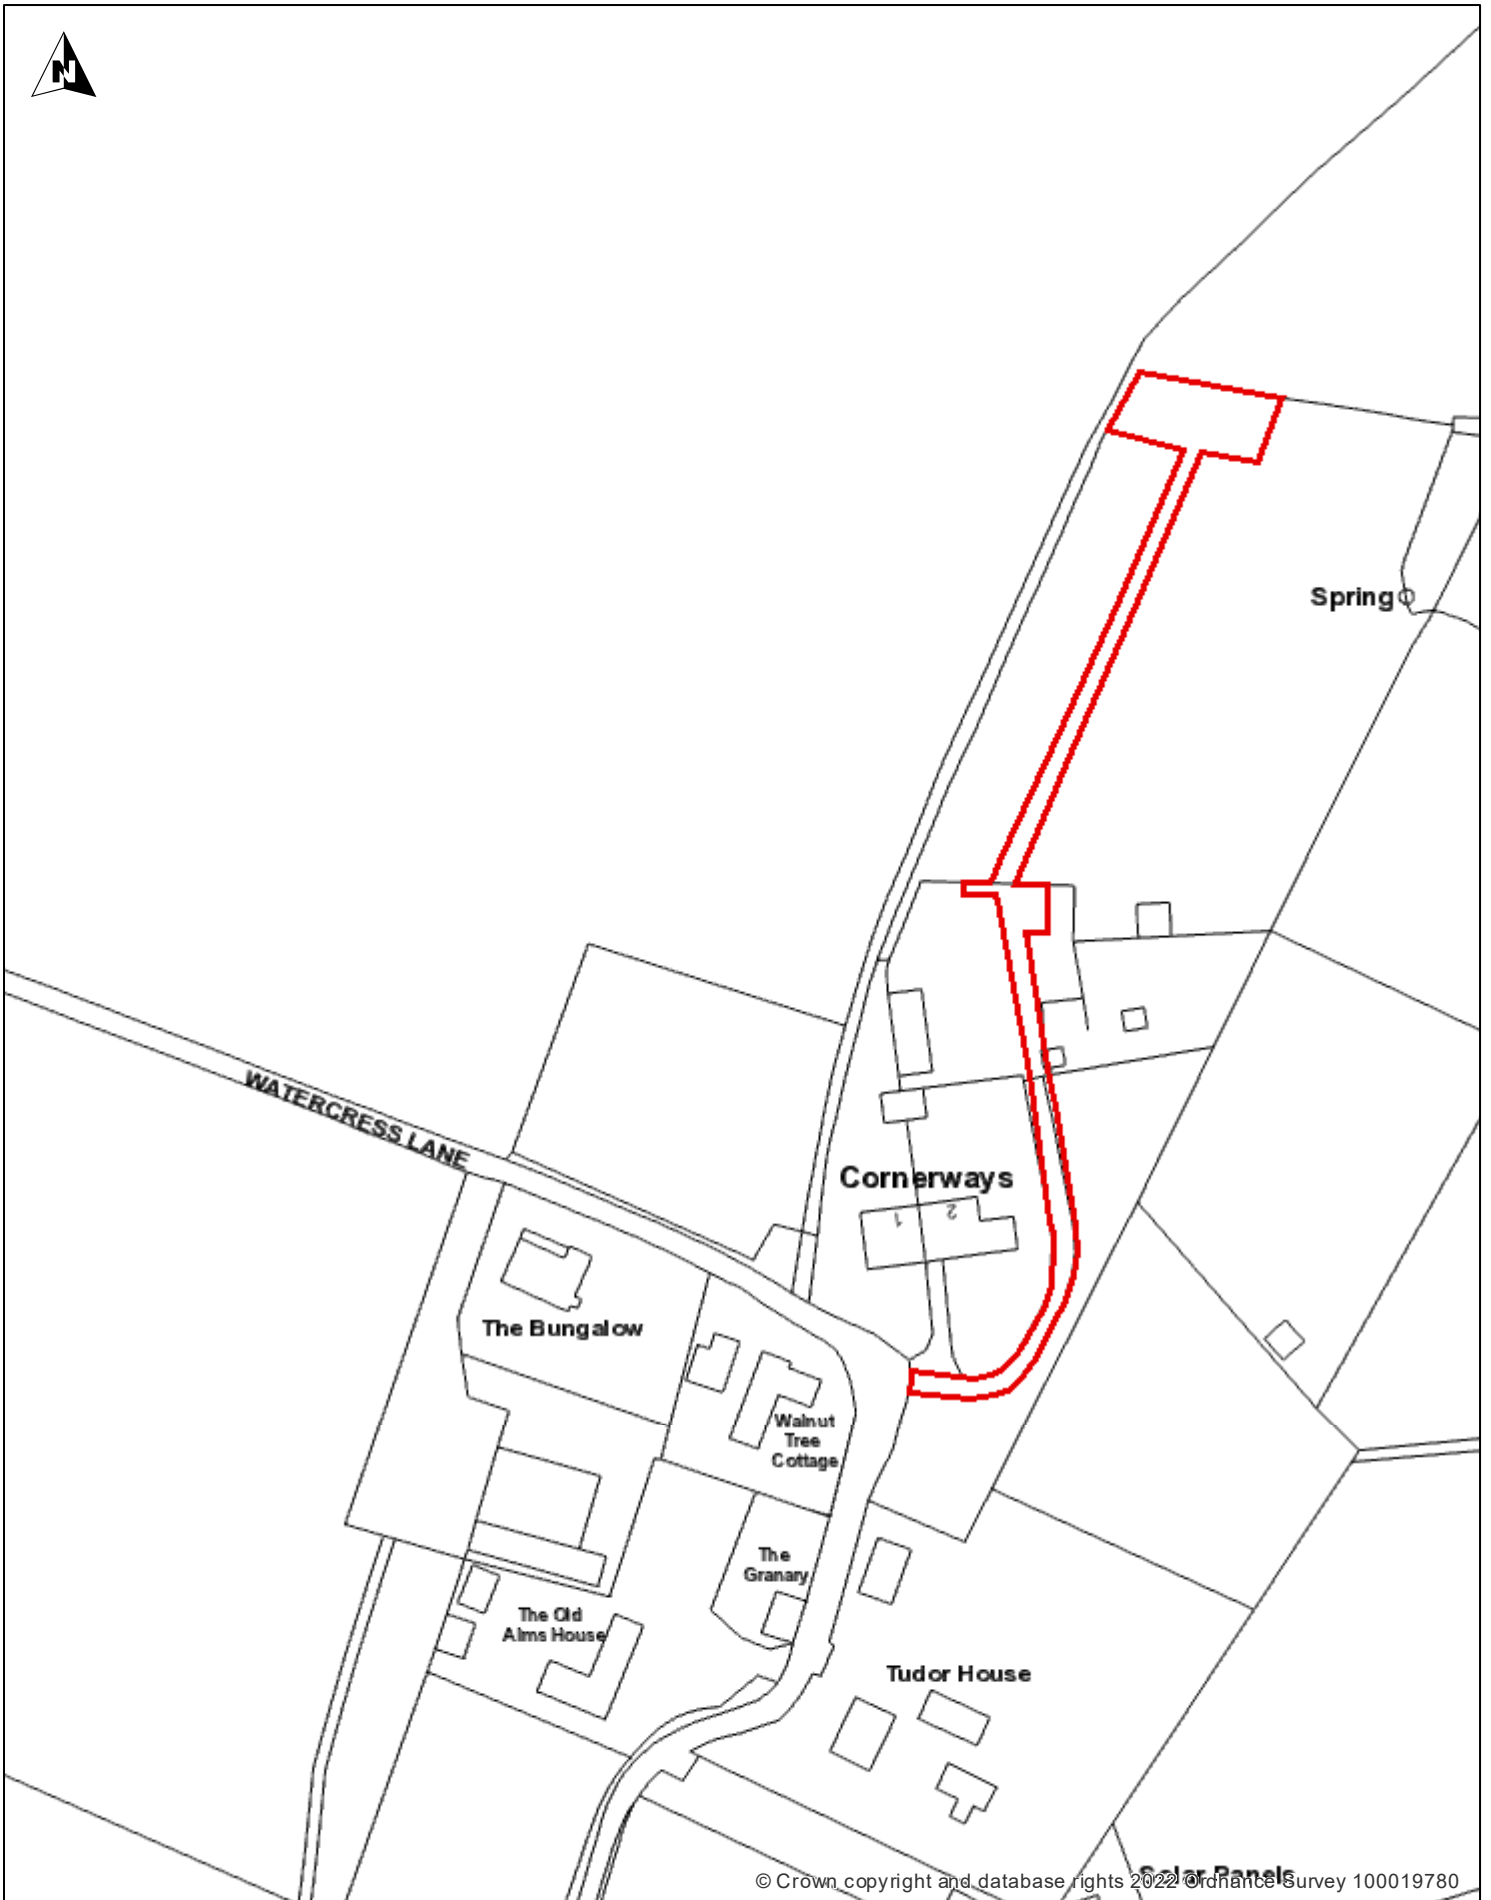 N
Spring
WATERCRESS LANE
Cornerways
1
2
The Bungalow
Walnut
Tree
Cottage
The
Granary
The Old
Alms House
Tudor House
Solar Panels
© Crown copyright and database rights 2022 Ordnance Survey 100019780